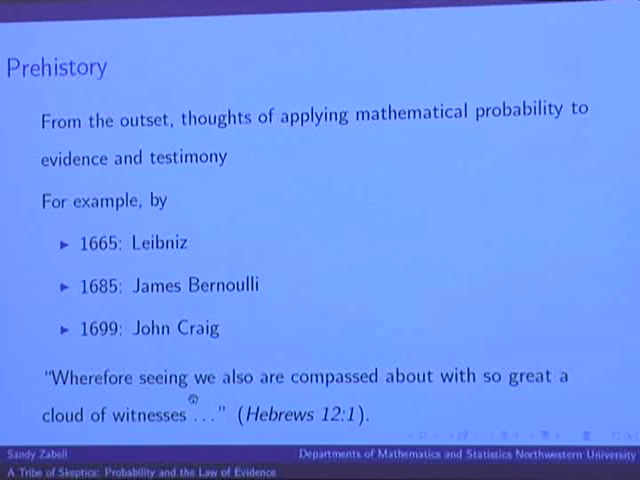 Prehistory
From the outset, thoughts of applying mathematical probability to
evidence and testimony
For example, by
▶ 1665: Leibniz
▶ 1685: James Bernoulli
▶ 1699: John Craig
"Wherefore seeing we also are compassed about with so great a
cloud of witnesses ..." (Hebrews 12:1).
Sandy Zabell Departments of Mathematics and Statistics Northwestern University
A Tribe of Skeptics: Probability and the Law of Evidence